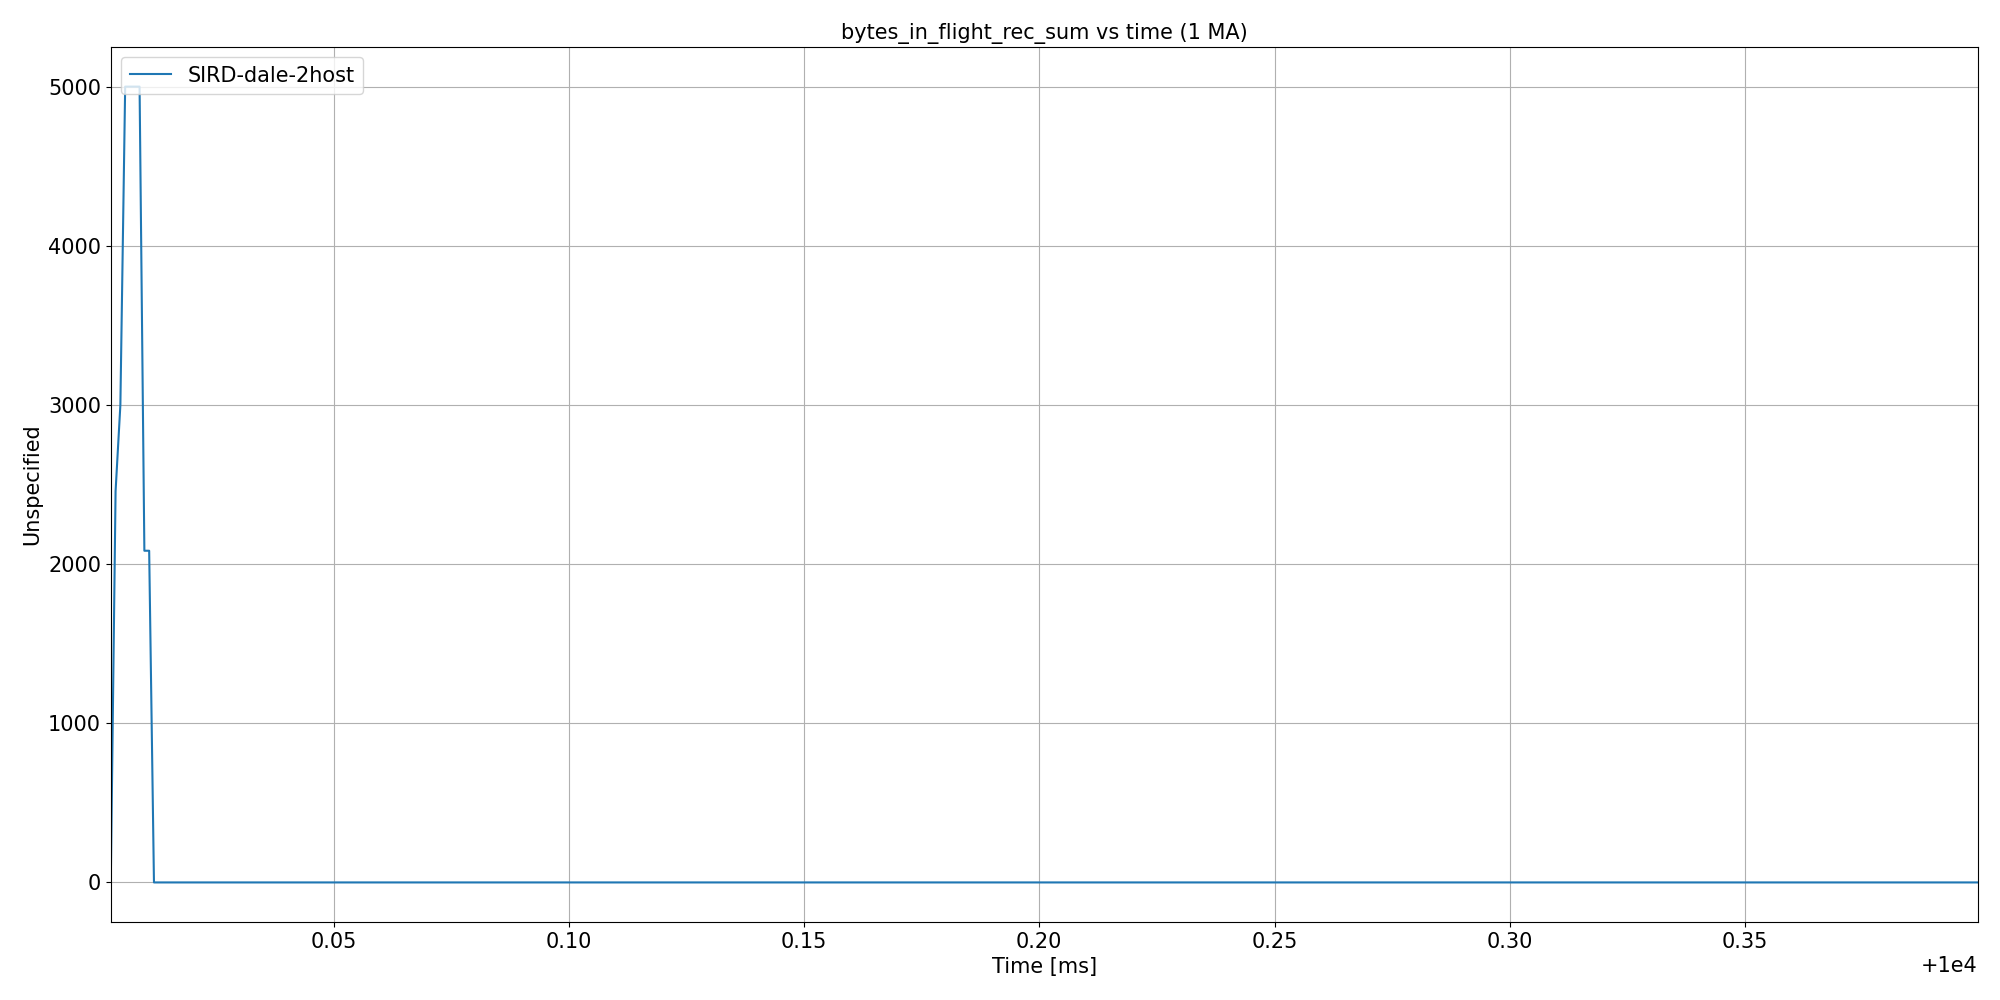 bytes_in_flight_rec_sum vs time (1 MA)
SIRD-dale-2host
5000
4000
3000
2000
1000
0
Unspecified
0.05
0.10
0.15
0.20
0.25
0.30
0.35
Time [ms]
+1e4